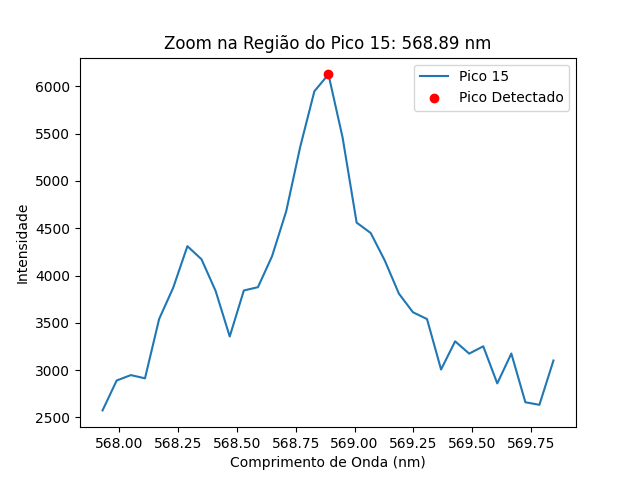 Zoom na Região do Pico 15: 568.89 nm
Pico 15
Pico Detectado
Intensidade
6000
5500
5000
4500
4000
3500
3000
2500
568.00 568.25 568.50 568.75 569.00 569.25 569.50 569.75
Comprimento de Onda (nm)